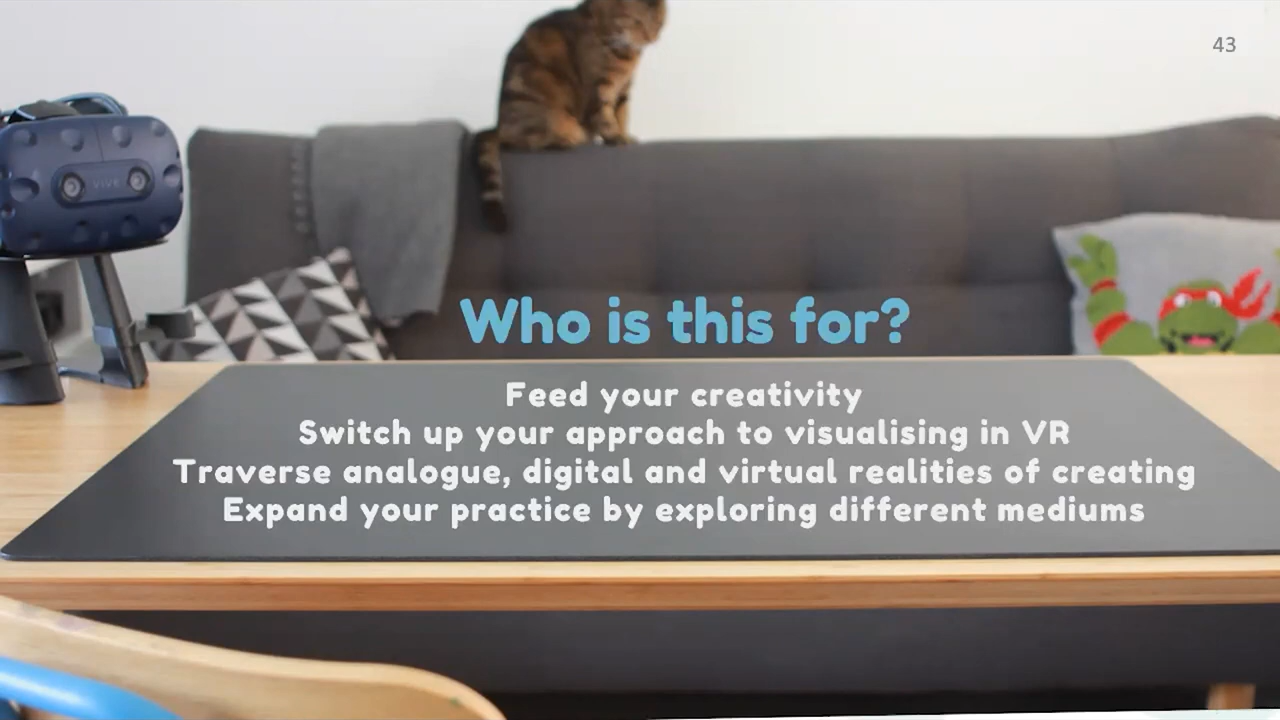 43
VIVE
Who is this for?
Feed your creativity
Switch up your approach to visualising in VR
Traverse analogue, digital and virtual realities of creating
Expand your practice by exploring different mediums